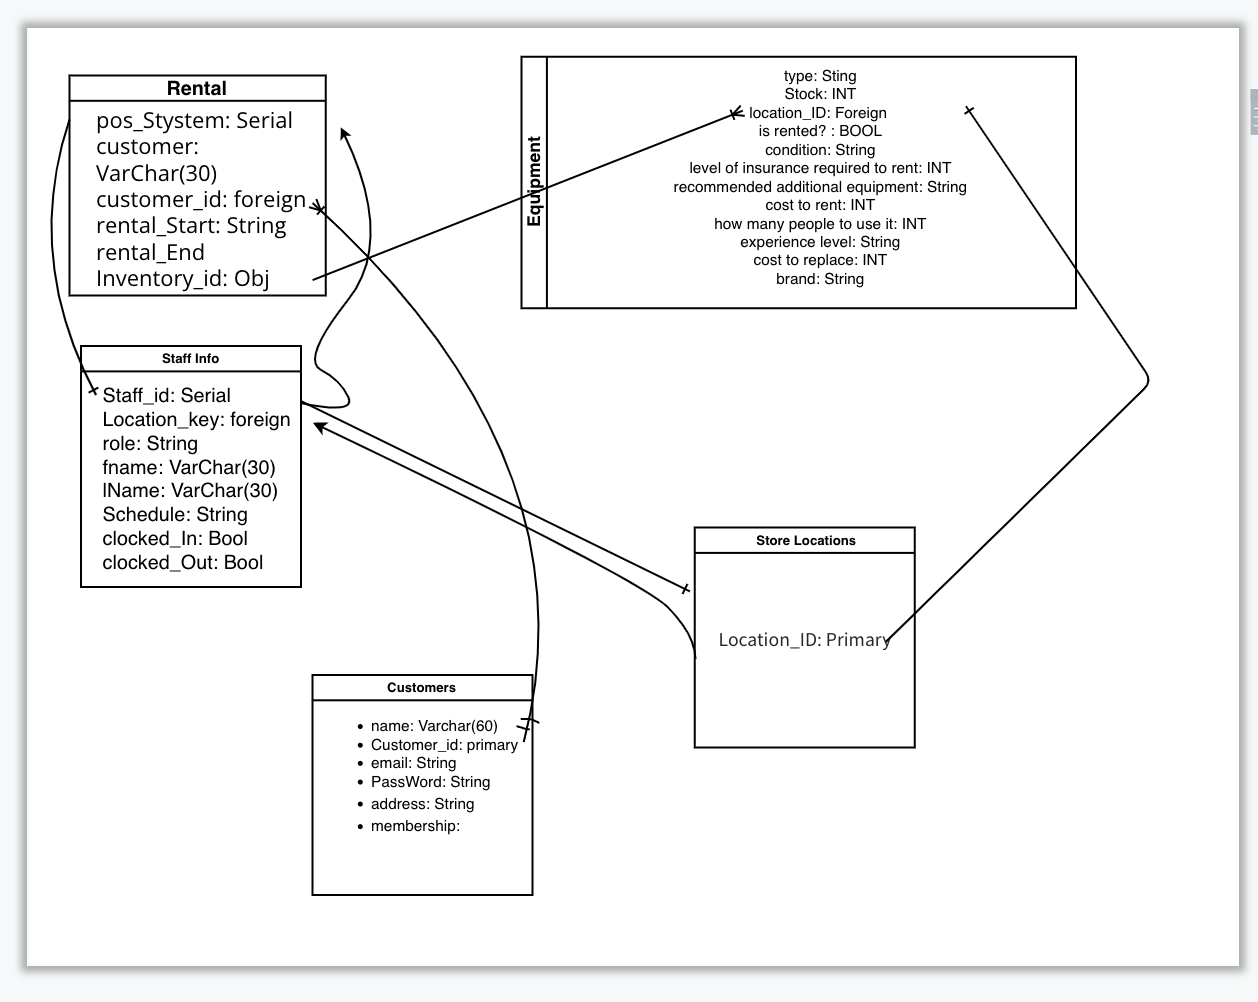 Rental
pos_Stystem: Serial
customer:
VarChar(30)
customer_id: foreign
rental_Start: String
rental_End
Inventory_id: Obj
Equipment
type: Sting
Stock: INT
location_ID: Foreign
is rented? : BOOL
condition: String
level of insurance required to rent: INT
recommended additional equipment: String
cost to rent: INT
how many people to use it: INT
experience level: String
cost to replace: INT
brand: String
Staff Info
Staff_id: Serial
Location_key: foreign
role: String
fname: VarChar(30)
lName: VarChar(30)
Schedule: String
clocked_In: Bool
clocked_Out: Bool
Store Locations
Location_ID: Primary
Customers
• name: Varchar(60)
• Customer_id: primary
• email: String
• PassWord: String
• address: String
• membership: